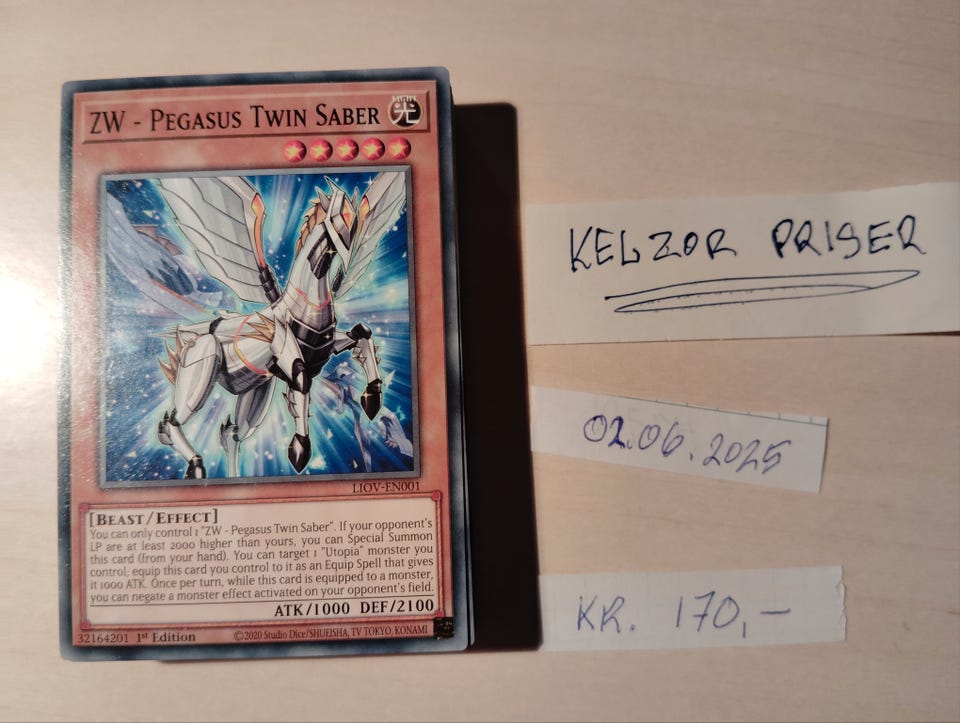 ZW - PEGASUS TWIN SABER
LIGHT
光
LIOV-EN001
[BEAST/EFFECT]
You can only control 1 "ZW - Pegasus Twin Saber". If your opponent's
LP are at least 2000 higher than yours, you can Special Summon
this card (from your hand). You can target 1 "Utopia" monster you
control; equip this card you control to it as an Equip Spell that gives
it 1000 ATK. Once per turn, while this card is equipped to a monster,
you can negate a monster effect activated on your opponent's field.
ATK/1000 DEF/2100
32164201 1st Edition
©2020 Studio Dice/SHUEISHA, TV TOKYO, KONAMI
KELZOR PRISER
02.06.2025
KR. 170,-